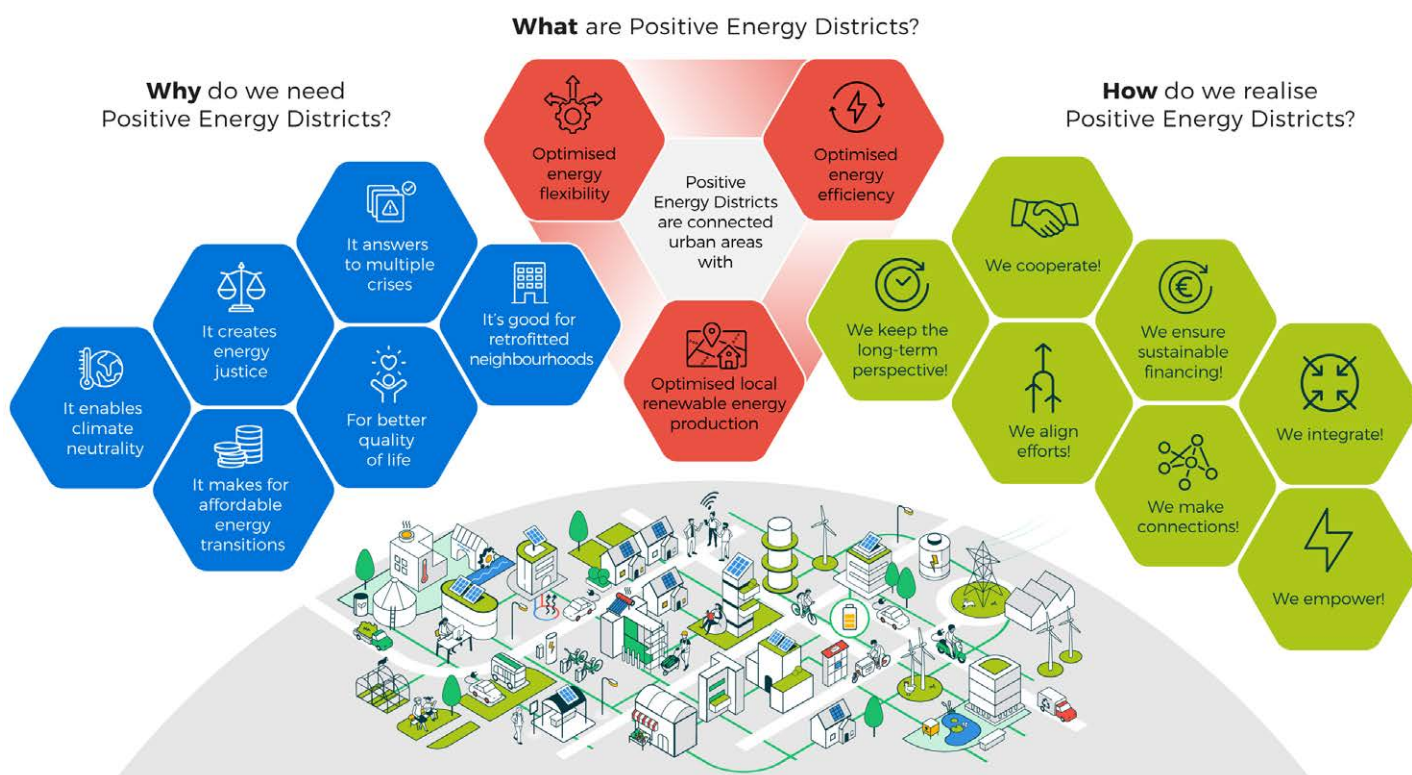 What are Positive Energy Districts?
Why do we need
Positive Energy Districts?
It enables
climate
neutrality
It creates
energy
justice
It answers
to multiple
crises
It makes for
affordable
energy
transitions
For better
quality
of life
It's good for
retrofitted
neighbourhoods
Optimised
energy
flexibility
Positive
Energy Districts
are connected
urban areas
with
Optimised
energy
efficiency
Optimised local
renewable energy
production
How do we realise
Positive Energy Districts?
We keep the
long-term
perspective!
We cooperate!
We align
efforts!
€
We ensure
sustainable
financing!
We make
connections!
We integrate!
We empower!